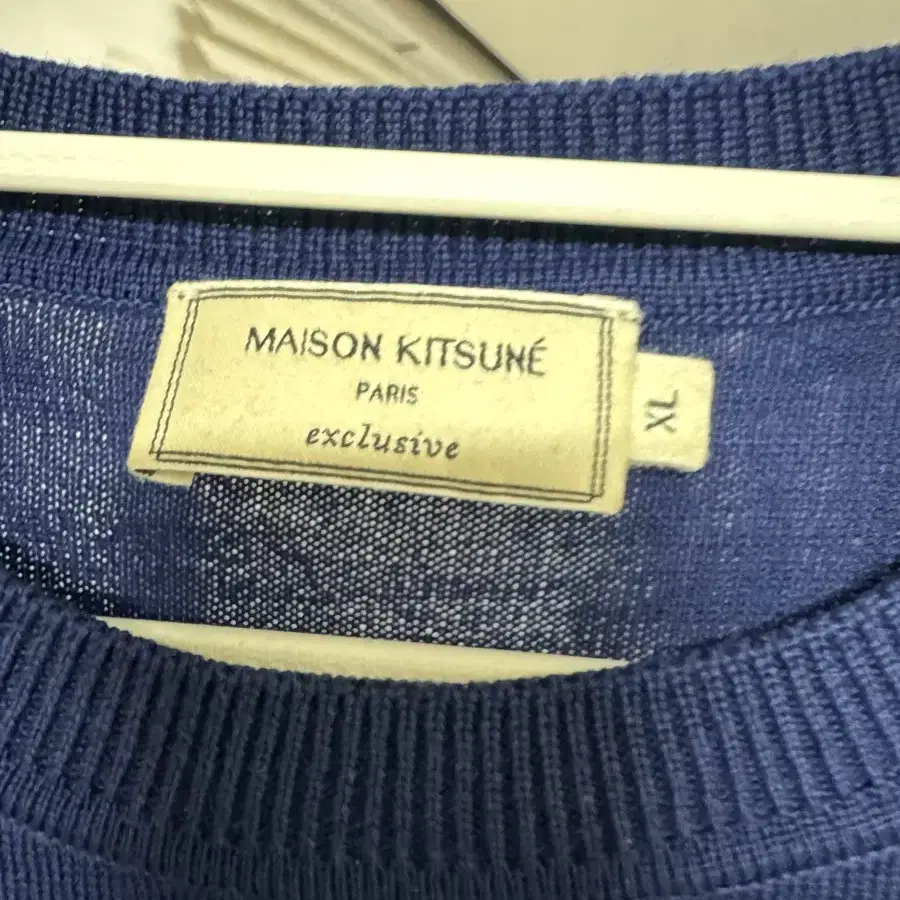 MAISON KITSUNÉ
PARIS
exclusive
XL